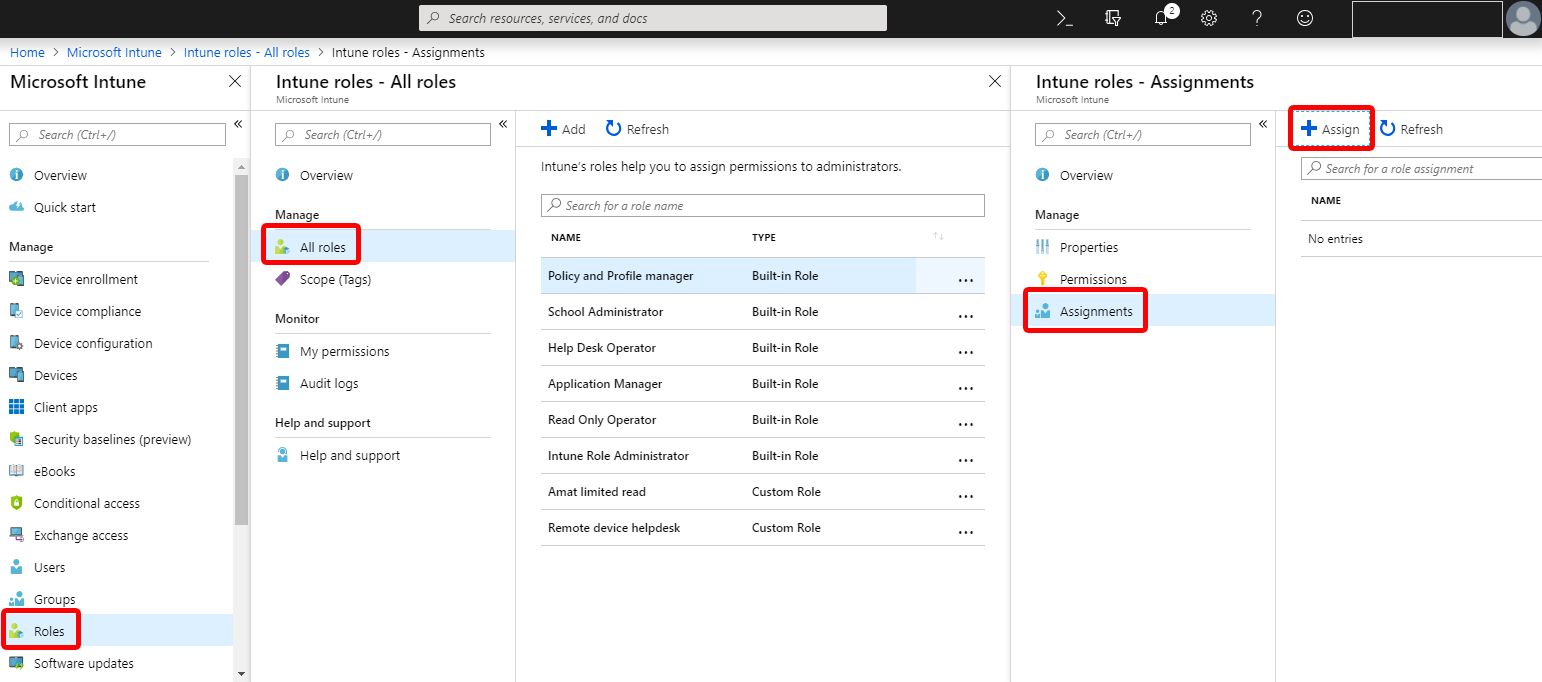 Search resources, services, and docs
2
Home > Microsoft Intune > Intune roles - All roles > Intune roles - Assignments
Microsoft Intune
Search (Ctrl+/)
Overview
Quick start
Manage
Device enrollment
Device compliance
Device configuration
Devices
Client apps
Security baselines (preview)
eBooks
Conditional access
Exchange access
Users
Groups
Roles
Software updates
Intune roles - All roles
Microsoft Intune
Search (Ctrl+/)
Overview
Manage
All roles
Scope (Tags)
Monitor
My permissions
Audit logs
Help and support
Help and support
Add Refresh
Intune's roles help you to assign permissions to administrators.
Search for a role name
NAME TYPE
Policy and Profile manager Built-in Role
School Administrator Built-in Role
Help Desk Operator Built-in Role
Application Manager Built-in Role
Read Only Operator Built-in Role
Intune Role Administrator Built-in Role
Amat limited read Custom Role
Remote device helpdesk Custom Role
Intune roles - Assignments
Microsoft Intune
Search (Ctrl+/)
Overview
Manage
Properties
Permissions
Assignments
Assign Refresh
Search for a role assignment
NAME
No entries